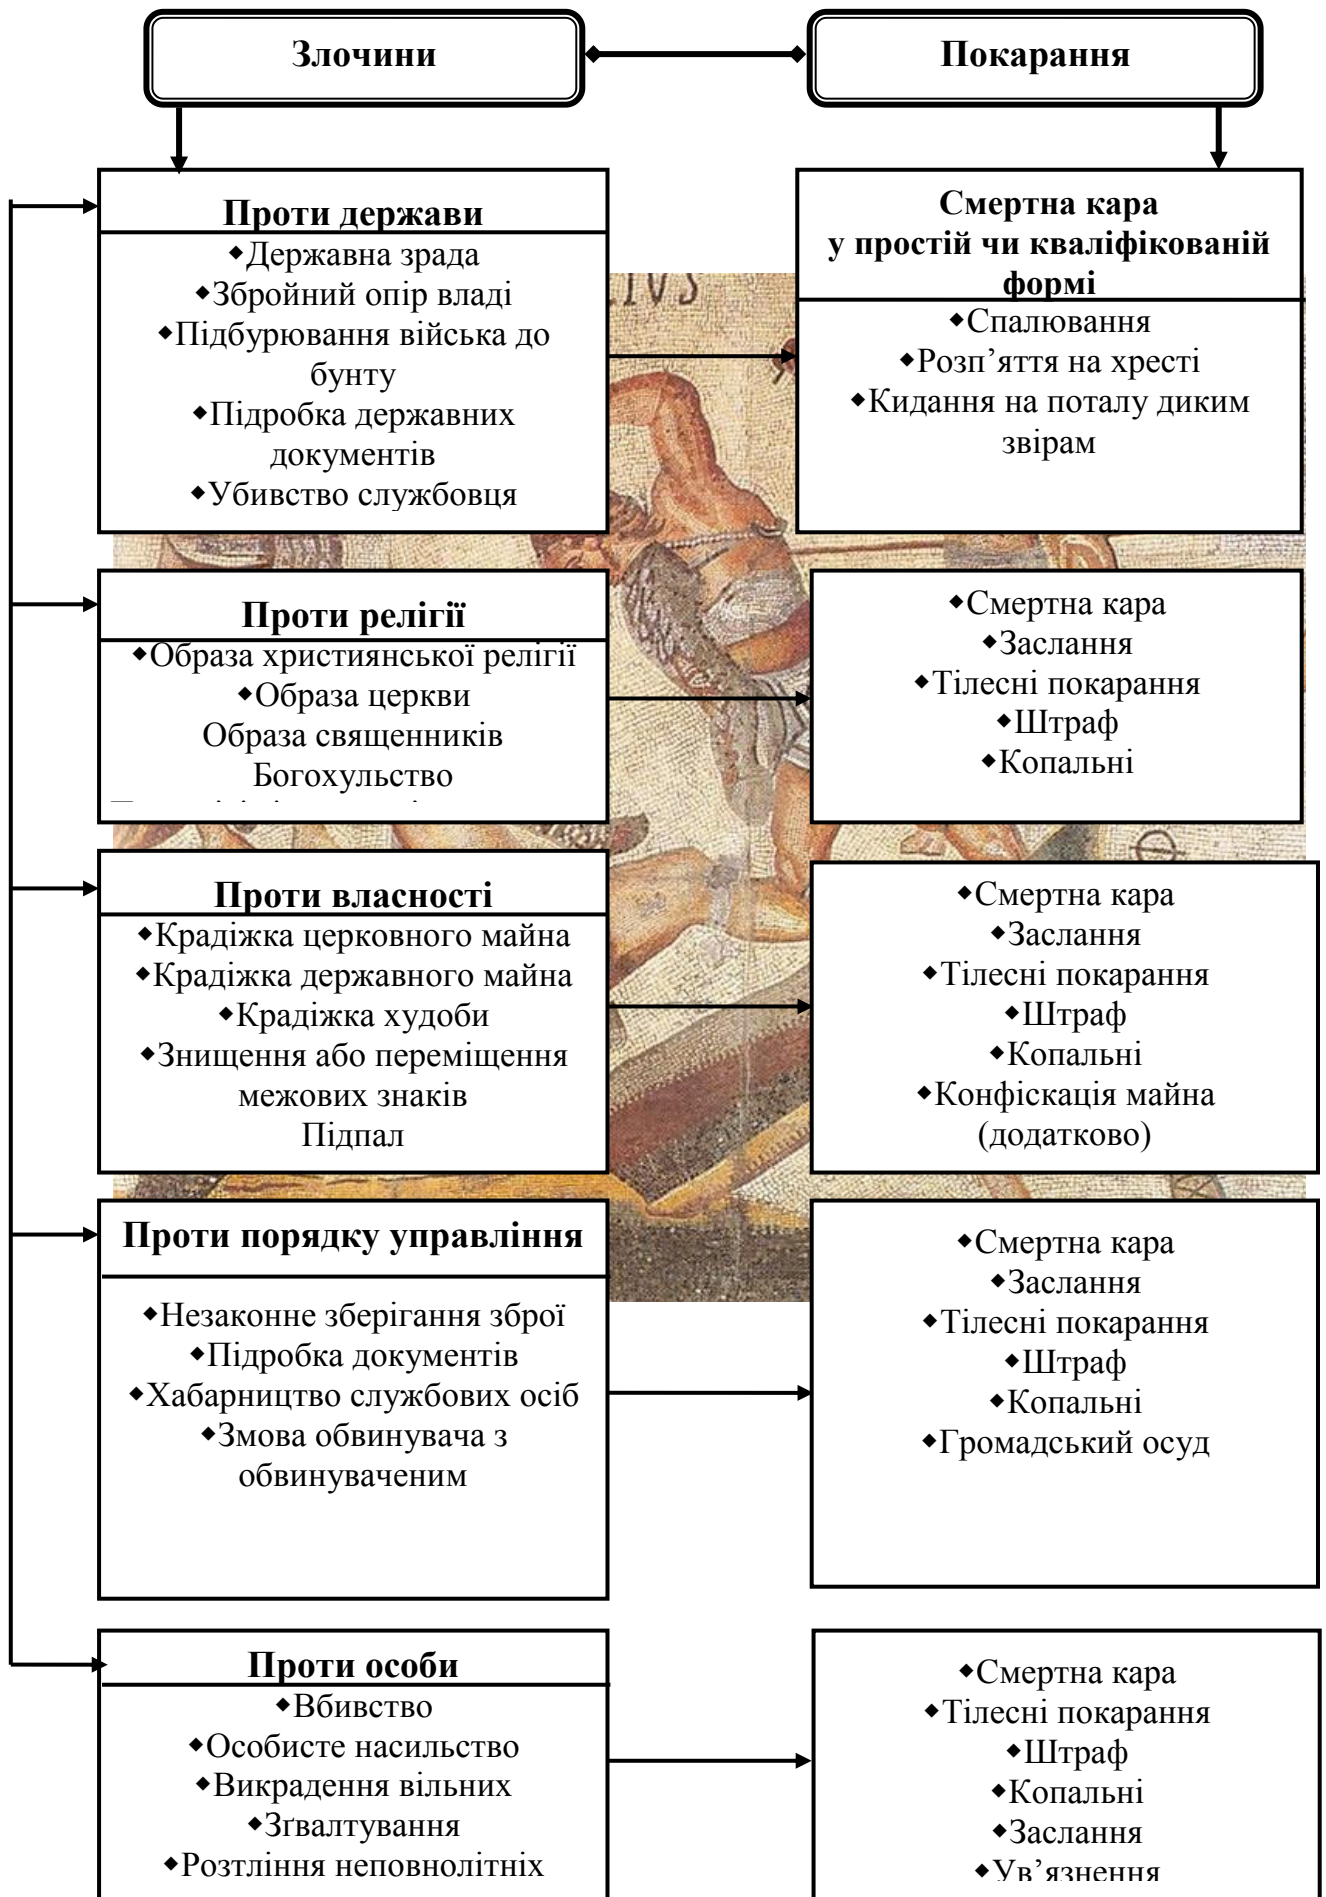 Злочини
Покарання
Проти держави
◆Державна зрада
◆Збройний опір владі
◆Підбурювання війська до
бунту
◆Підробка державних
документів
◆Убивство службовця
Смертна кара
у простій чи кваліфікованій
формі
◆Спалювання
◆Розп’яття на хресті
◆Кидання на поталу диким
звірам
Проти релігії
◆Образа християнської релігії
◆Образа церкви
Образа священників
Богохульство
◆Смертна кара
◆Заслання
◆Тілесні покарання
◆Штраф
◆Копальні
Проти власності
◆Крадіжка церковного майна
◆Крадіжка державного майна
◆Крадіжка худоби
◆Знищення або переміщення
межових знаків
Підпал
◆Смертна кара
◆Заслання
◆Тілесні покарання
◆Штраф
◆Копальні
◆Конфіскація майна
(додатково)
Проти порядку управління
◆Незаконне зберігання зброї
◆Підробка документів
◆Хабарництво службових осіб
◆Змова обвинувача з
обвинуваченим
◆Смертна кара
◆Заслання
◆Тілесні покарання
◆Штраф
◆Копальні
◆Громадський осуд
Проти особи
◆Вбивство
◆Особисте насильство
◆Викрадення вільних
◆Зґвалтування
◆Розтління неповнолітніх
◆Смертна кара
◆Тілесні покарання
◆Штраф
◆Копальні
◆Заслання
◆Ув’язнення